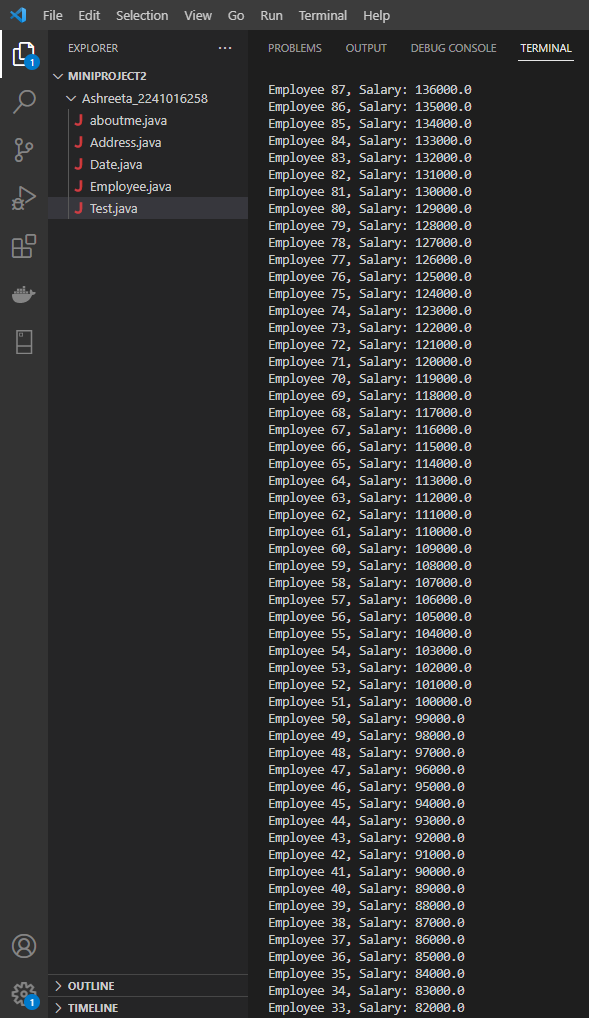 File Edit Selection View Go Run Terminal Help
EXPLORER
MINIPROJECT2
Ashreeta_2241016258
J aboutme.java
J Address.java
J Date.java
J Employee.java
J Test.java
OUTLINE
TIMELINE
1
1
PROBLEMS OUTPUT DEBUG CONSOLE TERMINAL
Employee 87, Salary: 136000.0
Employee 86, Salary: 135000.0
Employee 85, Salary: 134000.0
Employee 84, Salary: 133000.0
Employee 83, Salary: 132000.0
Employee 82, Salary: 131000.0
Employee 81, Salary: 130000.0
Employee 80, Salary: 129000.0
Employee 79, Salary: 128000.0
Employee 78, Salary: 127000.0
Employee 77, Salary: 126000.0
Employee 76, Salary: 125000.0
Employee 75, Salary: 124000.0
Employee 74, Salary: 123000.0
Employee 73, Salary: 122000.0
Employee 72, Salary: 121000.0
Employee 71, Salary: 120000.0
Employee 70, Salary: 119000.0
Employee 69, Salary: 118000.0
Employee 68, Salary: 117000.0
Employee 67, Salary: 116000.0
Employee 66, Salary: 115000.0
Employee 65, Salary: 114000.0
Employee 64, Salary: 113000.0
Employee 63, Salary: 112000.0
Employee 62, Salary: 111000.0
Employee 61, Salary: 110000.0
Employee 60, Salary: 109000.0
Employee 59, Salary: 108000.0
Employee 58, Salary: 107000.0
Employee 57, Salary: 106000.0
Employee 56, Salary: 105000.0
Employee 55, Salary: 104000.0
Employee 54, Salary: 103000.0
Employee 53, Salary: 102000.0
Employee 52, Salary: 101000.0
Employee 51, Salary: 100000.0
Employee 50, Salary: 99000.0
Employee 49, Salary: 98000.0
Employee 48, Salary: 97000.0
Employee 47, Salary: 96000.0
Employee 46, Salary: 95000.0
Employee 45, Salary: 94000.0
Employee 44, Salary: 93000.0
Employee 43, Salary: 92000.0
Employee 42, Salary: 91000.0
Employee 41, Salary: 90000.0
Employee 40, Salary: 89000.0
Employee 39, Salary: 88000.0
Employee 38, Salary: 87000.0
Employee 37, Salary: 86000.0
Employee 36, Salary: 85000.0
Employee 35, Salary: 84000.0
Employee 34, Salary: 83000.0
Employee 33, Salary: 82000.0